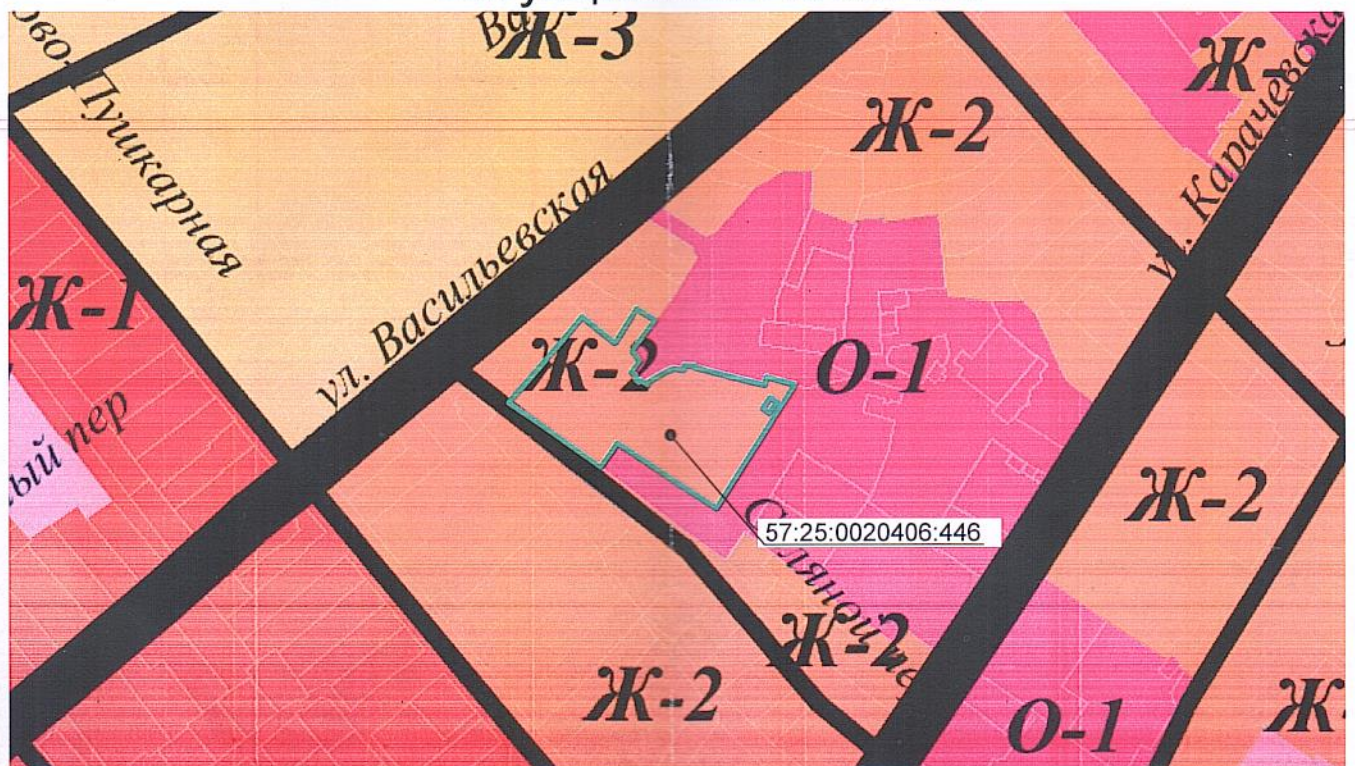 Ж-3
Пушкарная
Ж-2
ул. Карачевска
Ж-1
ул. Васильевская
Ж-2
О-1
ый пер
Ж-2
57:25:0020406:446
Ж-2
Ж-2
О-1